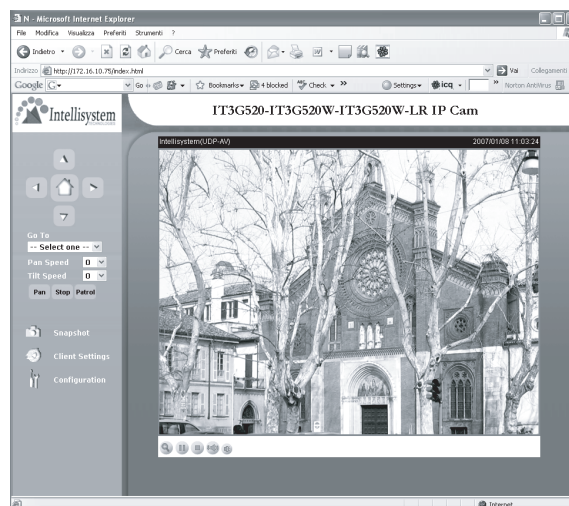 N - Microsoft Internet Explorer
File Modifica Visualizza Preferiti Strumenti ?
Indietro Cerca Preferiti
Indirizzo http://172.16.10.75/index.html Vai Collegamenti
Google G Go Bookmarks 4 blocked Check >> Settings icq >> Norton AntiVirus
Intellisystem
IT3G520-IT3G520W-IT3G520W-LR IP Cam
Intellisystem(UDP-AV) 2007/01/08 11:03:24
Go To
-- Select one --
Pan Speed 0
Tilt Speed 0
Pan Stop Patrol
Snapshot
Client Settings
Configuration
Internet